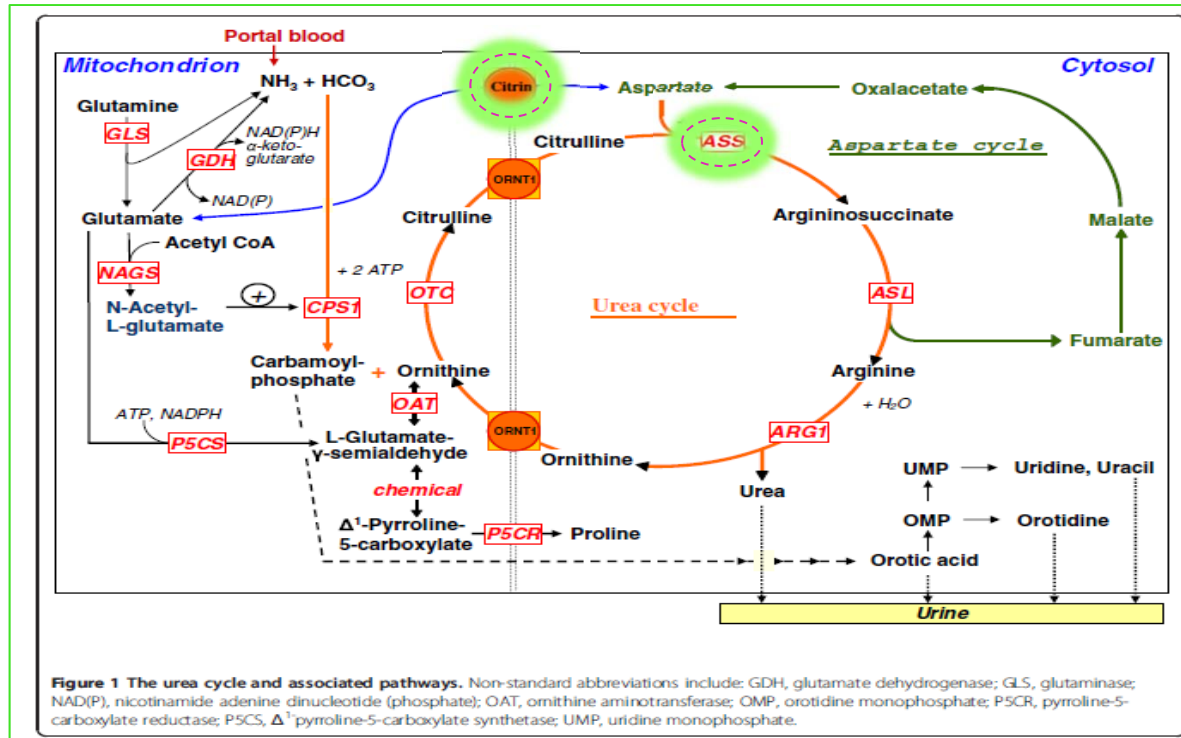 Portal blood
Mitochondrion
Cytosol
NH₃ + HCO₃
Citrin
Aspartate
Oxalacetate
Glutamine
GLS
NAD(P)H
α-keto-
glutarate
GDH
NAD(P)
Citrulline
ASS
Aspartate cycle
ORNT1
Glutamate
Citrulline
Argininosuccinate
Malate
Acetyl CoA
NAGS
+ 2 ATP
N-Acetyl-
L-glutamate
+
CPS1
OTC
Urea cycle
ASL
Fumarate
Carbamoyl-
phosphate
+
Ornithine
Arginine
+ H₂O
ATP, NADPH
OAT
P5CS
L-Glutamate-
γ-semialdehyde
ORNT1
Ornithine
ARG1
Urea
UMP
Uridine, Uracil
chemical
Δ¹-Pyrroline-
5-carboxylate
P5CR
Proline
OMP
Orotidine
Orotic acid
Urine
Figure 1 The urea cycle and associated pathways. Non-standard abbreviations include: GDH, glutamate dehydrogenase; GLS, glutaminase;
NAD(P), nicotinamide adenine dinucleotide (phosphate); OAT, ornithine aminotransferase; OMP, orotidine monophosphate; P5CR, pyrroline-5-
carboxylate reductase; P5CS, Δ¹pyrroline-5-carboxylate synthetase; UMP, uridine monophosphate.